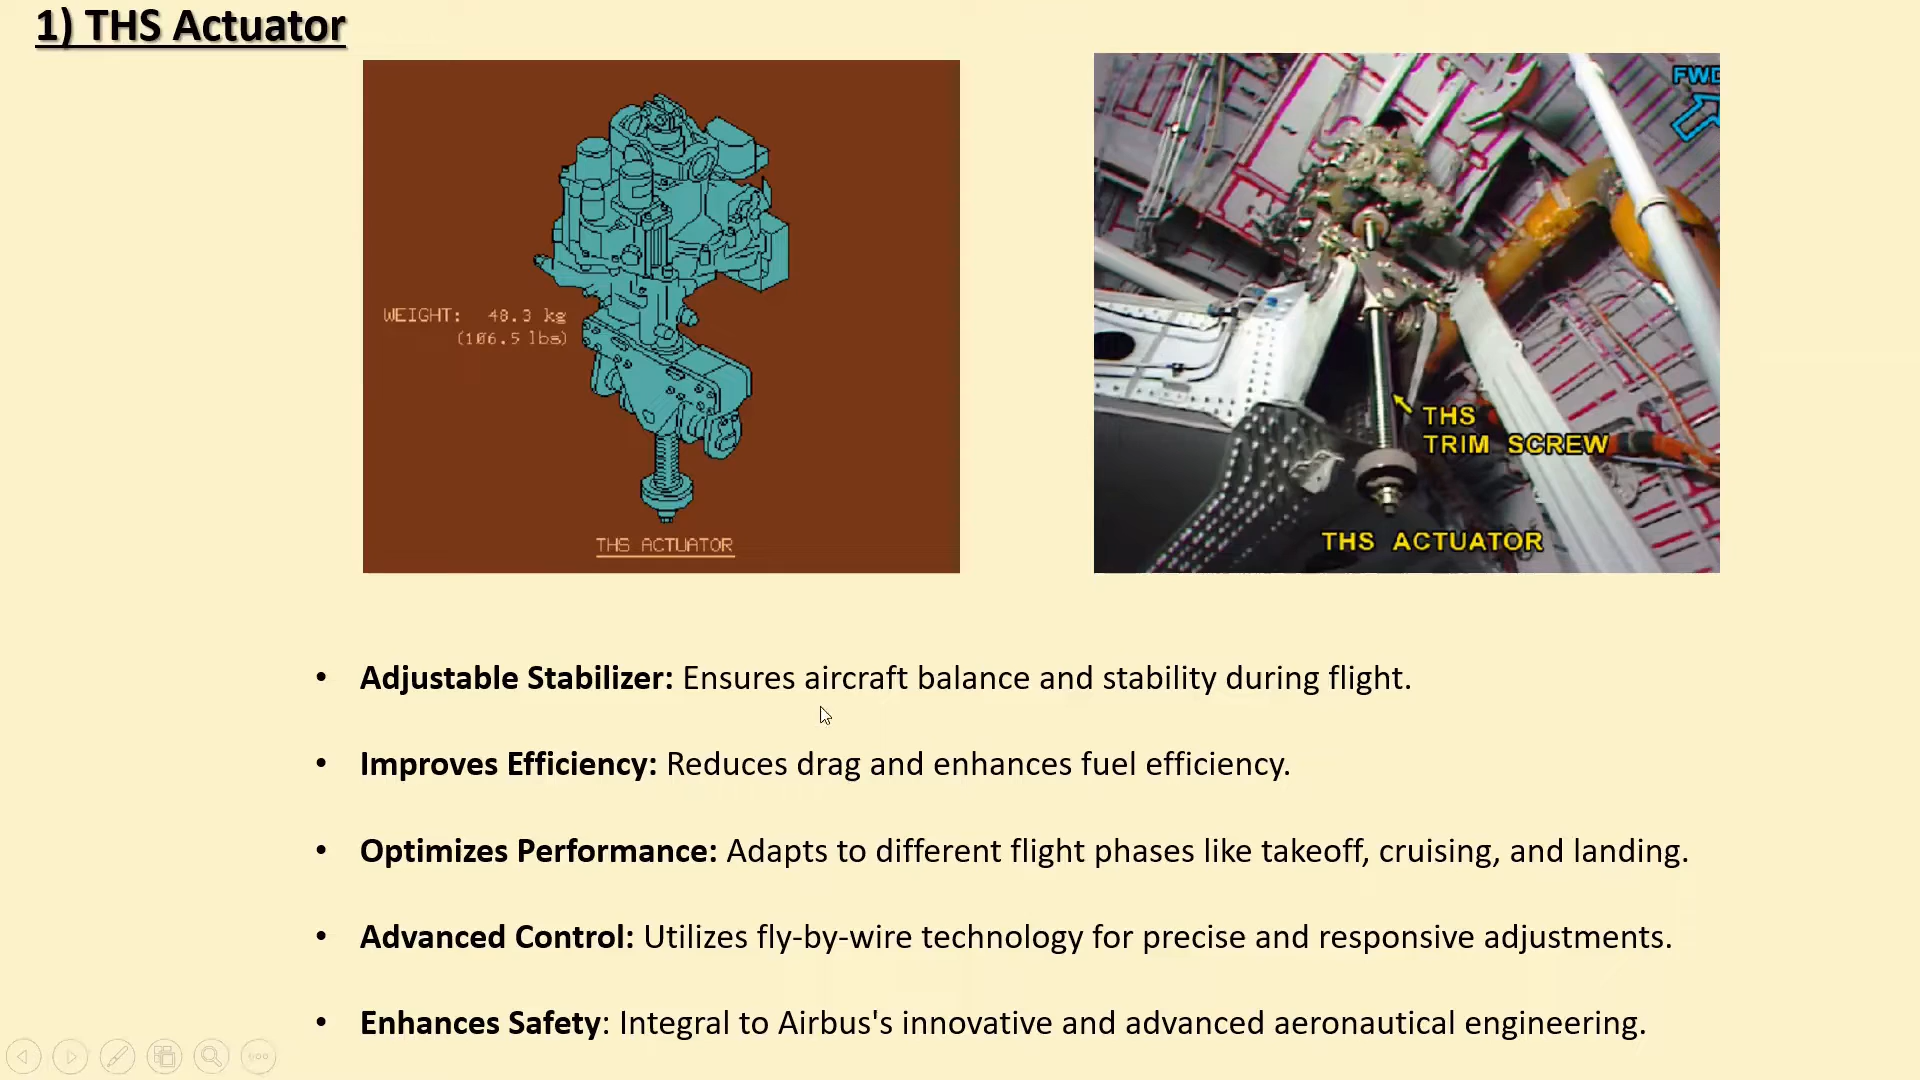 1) THS Actuator
WEIGHT: 48.3 kg
(106.5 lbs)
THS ACTUATOR
FWD
THS
TRIM SCREW
THS ACTUATOR
• Adjustable Stabilizer: Ensures aircraft balance and stability during flight.
• Improves Efficiency: Reduces drag and enhances fuel efficiency.
• Optimizes Performance: Adapts to different flight phases like takeoff, cruising, and landing.
• Advanced Control: Utilizes fly-by-wire technology for precise and responsive adjustments.
• Enhances Safety: Integral to Airbus's innovative and advanced aeronautical engineering.